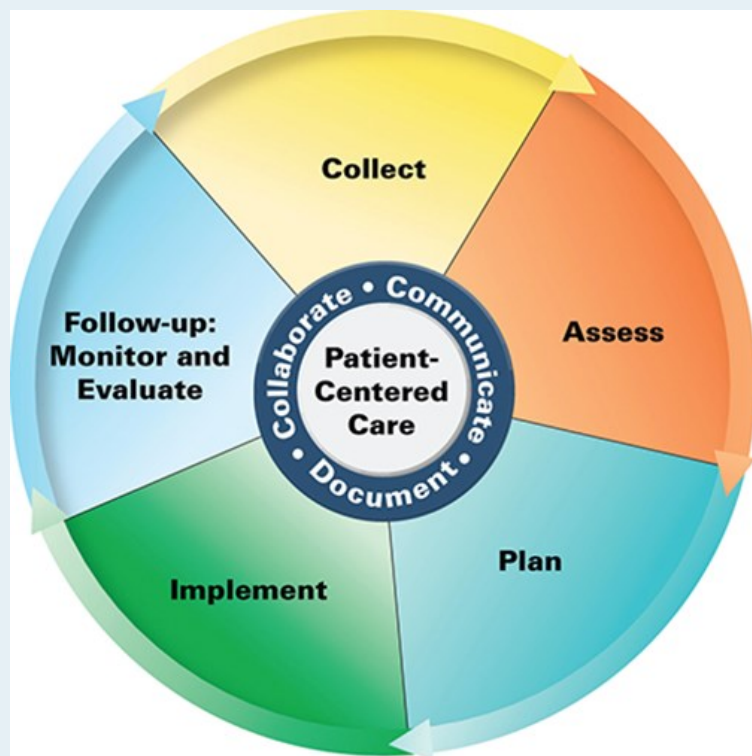 Collect
Assess
Plan
Implement
Follow-up:
Monitor and
Evaluate
Collaborate • Communicate • Document •
Patient-
Centered
Care